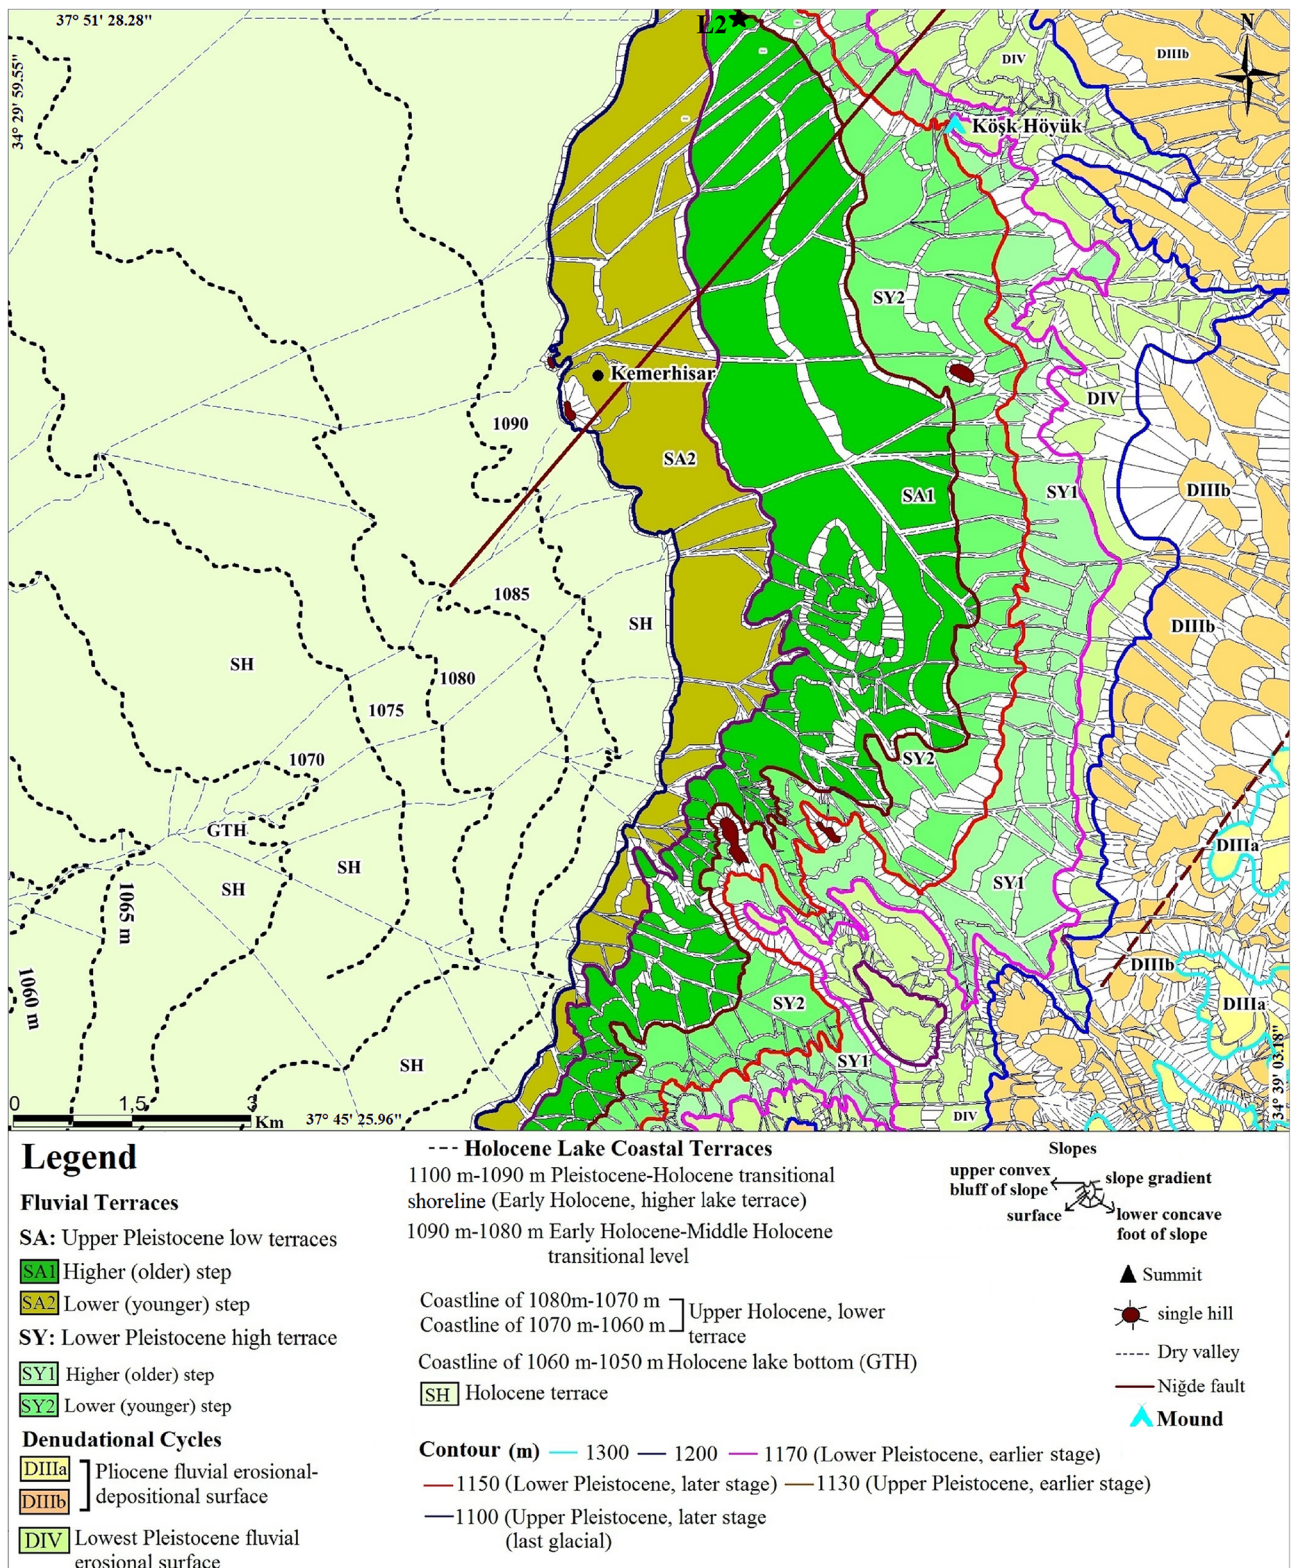 37° 51' 28.28"
34° 29' 59.55"
L2
N
DIV
DIIIb
Köşk Höyük
SY2
Kemerhisar
DIV
1090
SA2
SA1
SY1
DIIIb
1085
SH
DIIIb
SH
1080
1075
SY2
1070
GTH
DIIIa
SH
SH
SY1
1065 m
DIIIb
1060 m
SY2
DIIIa
SH
SY1
34° 39' 03.18"
0 1,5 3
Km
37° 45' 25.96"
DIV
Legend
Fluvial Terraces
SA: Upper Pleistocene low terraces
SA1 Higher (older) step
SA2 Lower (younger) step
SY: Lower Pleistocene high terrace
SY1 Higher (older) step
SY2 Lower (younger) step
Denudational Cycles
DIIIa
DIIIb
Pliocene fluvial erosional-
depositional surface
DIV Lowest Pleistocene fluvial
erosional surface
Holocene Lake Coastal Terraces
1100 m-1090 m Pleistocene-Holocene transitional
shoreline (Early Holocene, higher lake terrace)
1090 m-1080 m Early Holocene-Middle Holocene
transitional level
Coastline of 1080m-1070 m
Coastline of 1070 m-1060 m
Upper Holocene, lower
terrace
Coastline of 1060 m-1050 m Holocene lake bottom (GTH)
SH Holocene terrace
Contour (m) 1300 1200 1170 (Lower Pleistocene, earlier stage)
1150 (Lower Pleistocene, later stage) 1130 (Upper Pleistocene, earlier stage)
1100 (Upper Pleistocene, later stage
(last glacial)
Slopes
upper convex
bluff of slope
slope gradient
surface
lower concave
foot of slope
Summit
single hill
Dry valley
Niğde fault
Mound